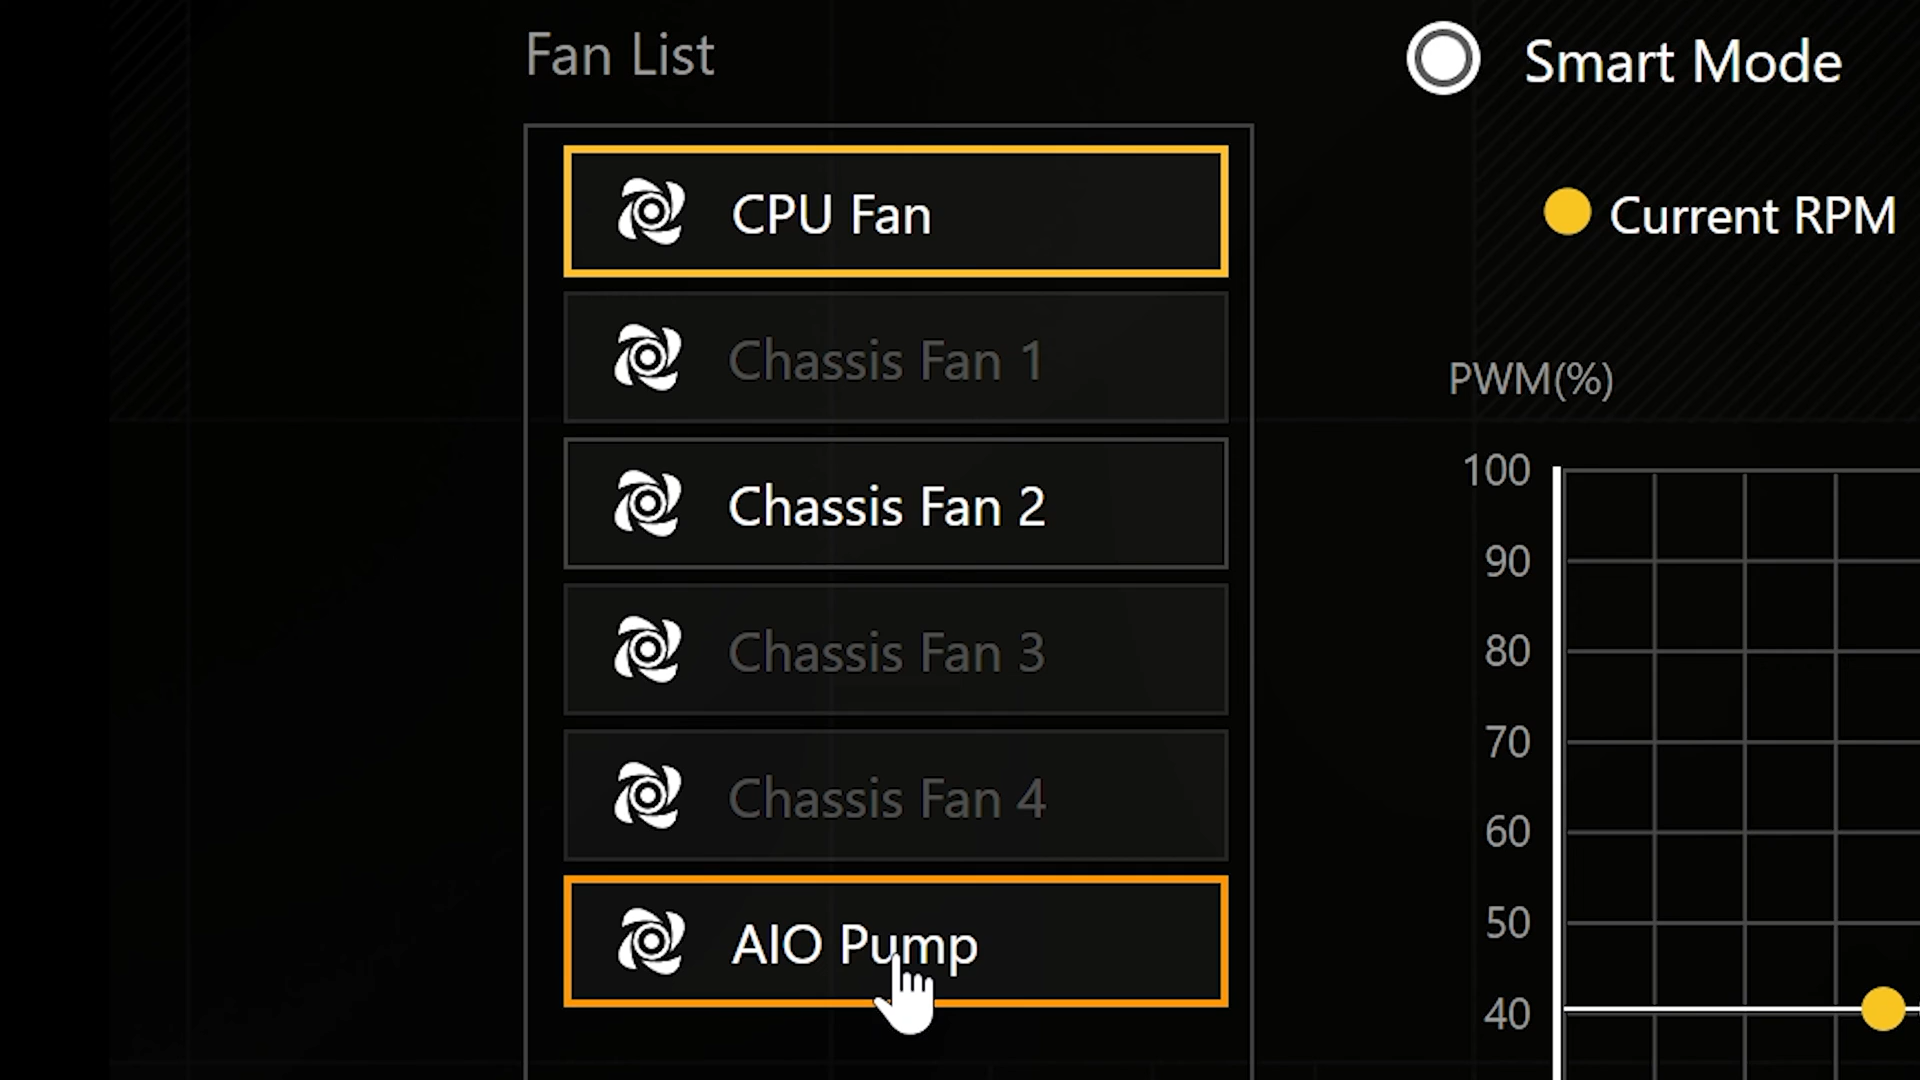 Fan List
Smart Mode
CPU Fan
Current RPM
Chassis Fan 1
PWM(%)
100
Chassis Fan 2
90
Chassis Fan 3
80
70
Chassis Fan 4
60
50
AIO Pump
40